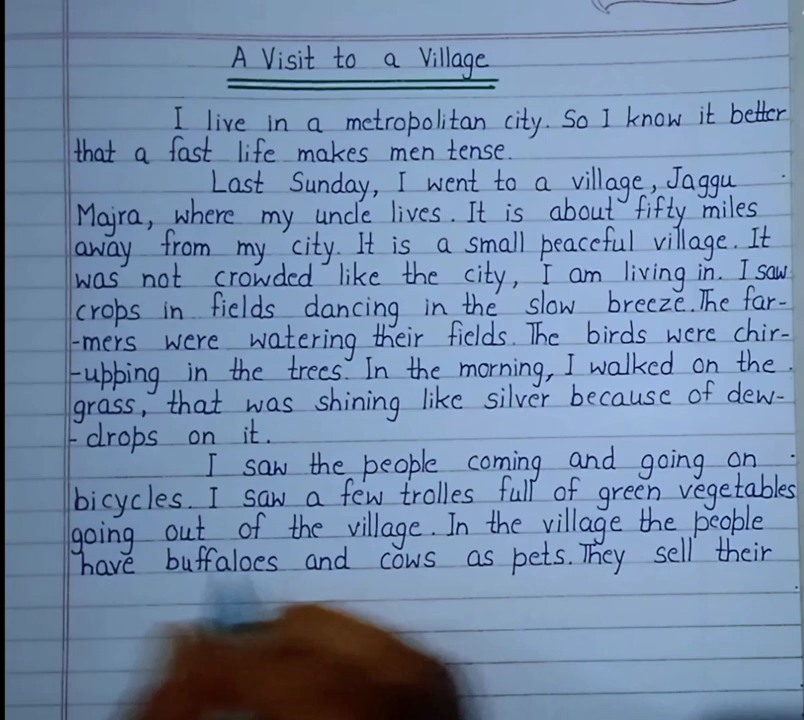 A Visit to a Village
I live in a metropolitan city. So I know it better
that a fast life makes men tense.
Last Sunday, I went to a village, Jaggu
Majra, where my uncle lives. It is about fifty miles
away from my city. It is a small peaceful village. It
was not crowded like the city, I am living in. I saw
crops in fields dancing in the slow breeze. The far-
-mers were watering their fields. The birds were chir-
-upping in the trees. In the morning, I walked on the
grass, that was shining like silver because of dew-
-drops on it.
I saw the people coming and going on
bicycles. I saw a few trolles full of green vegetables
going out of the village. In the village the people
have buffaloes and cows as pets. They sell their